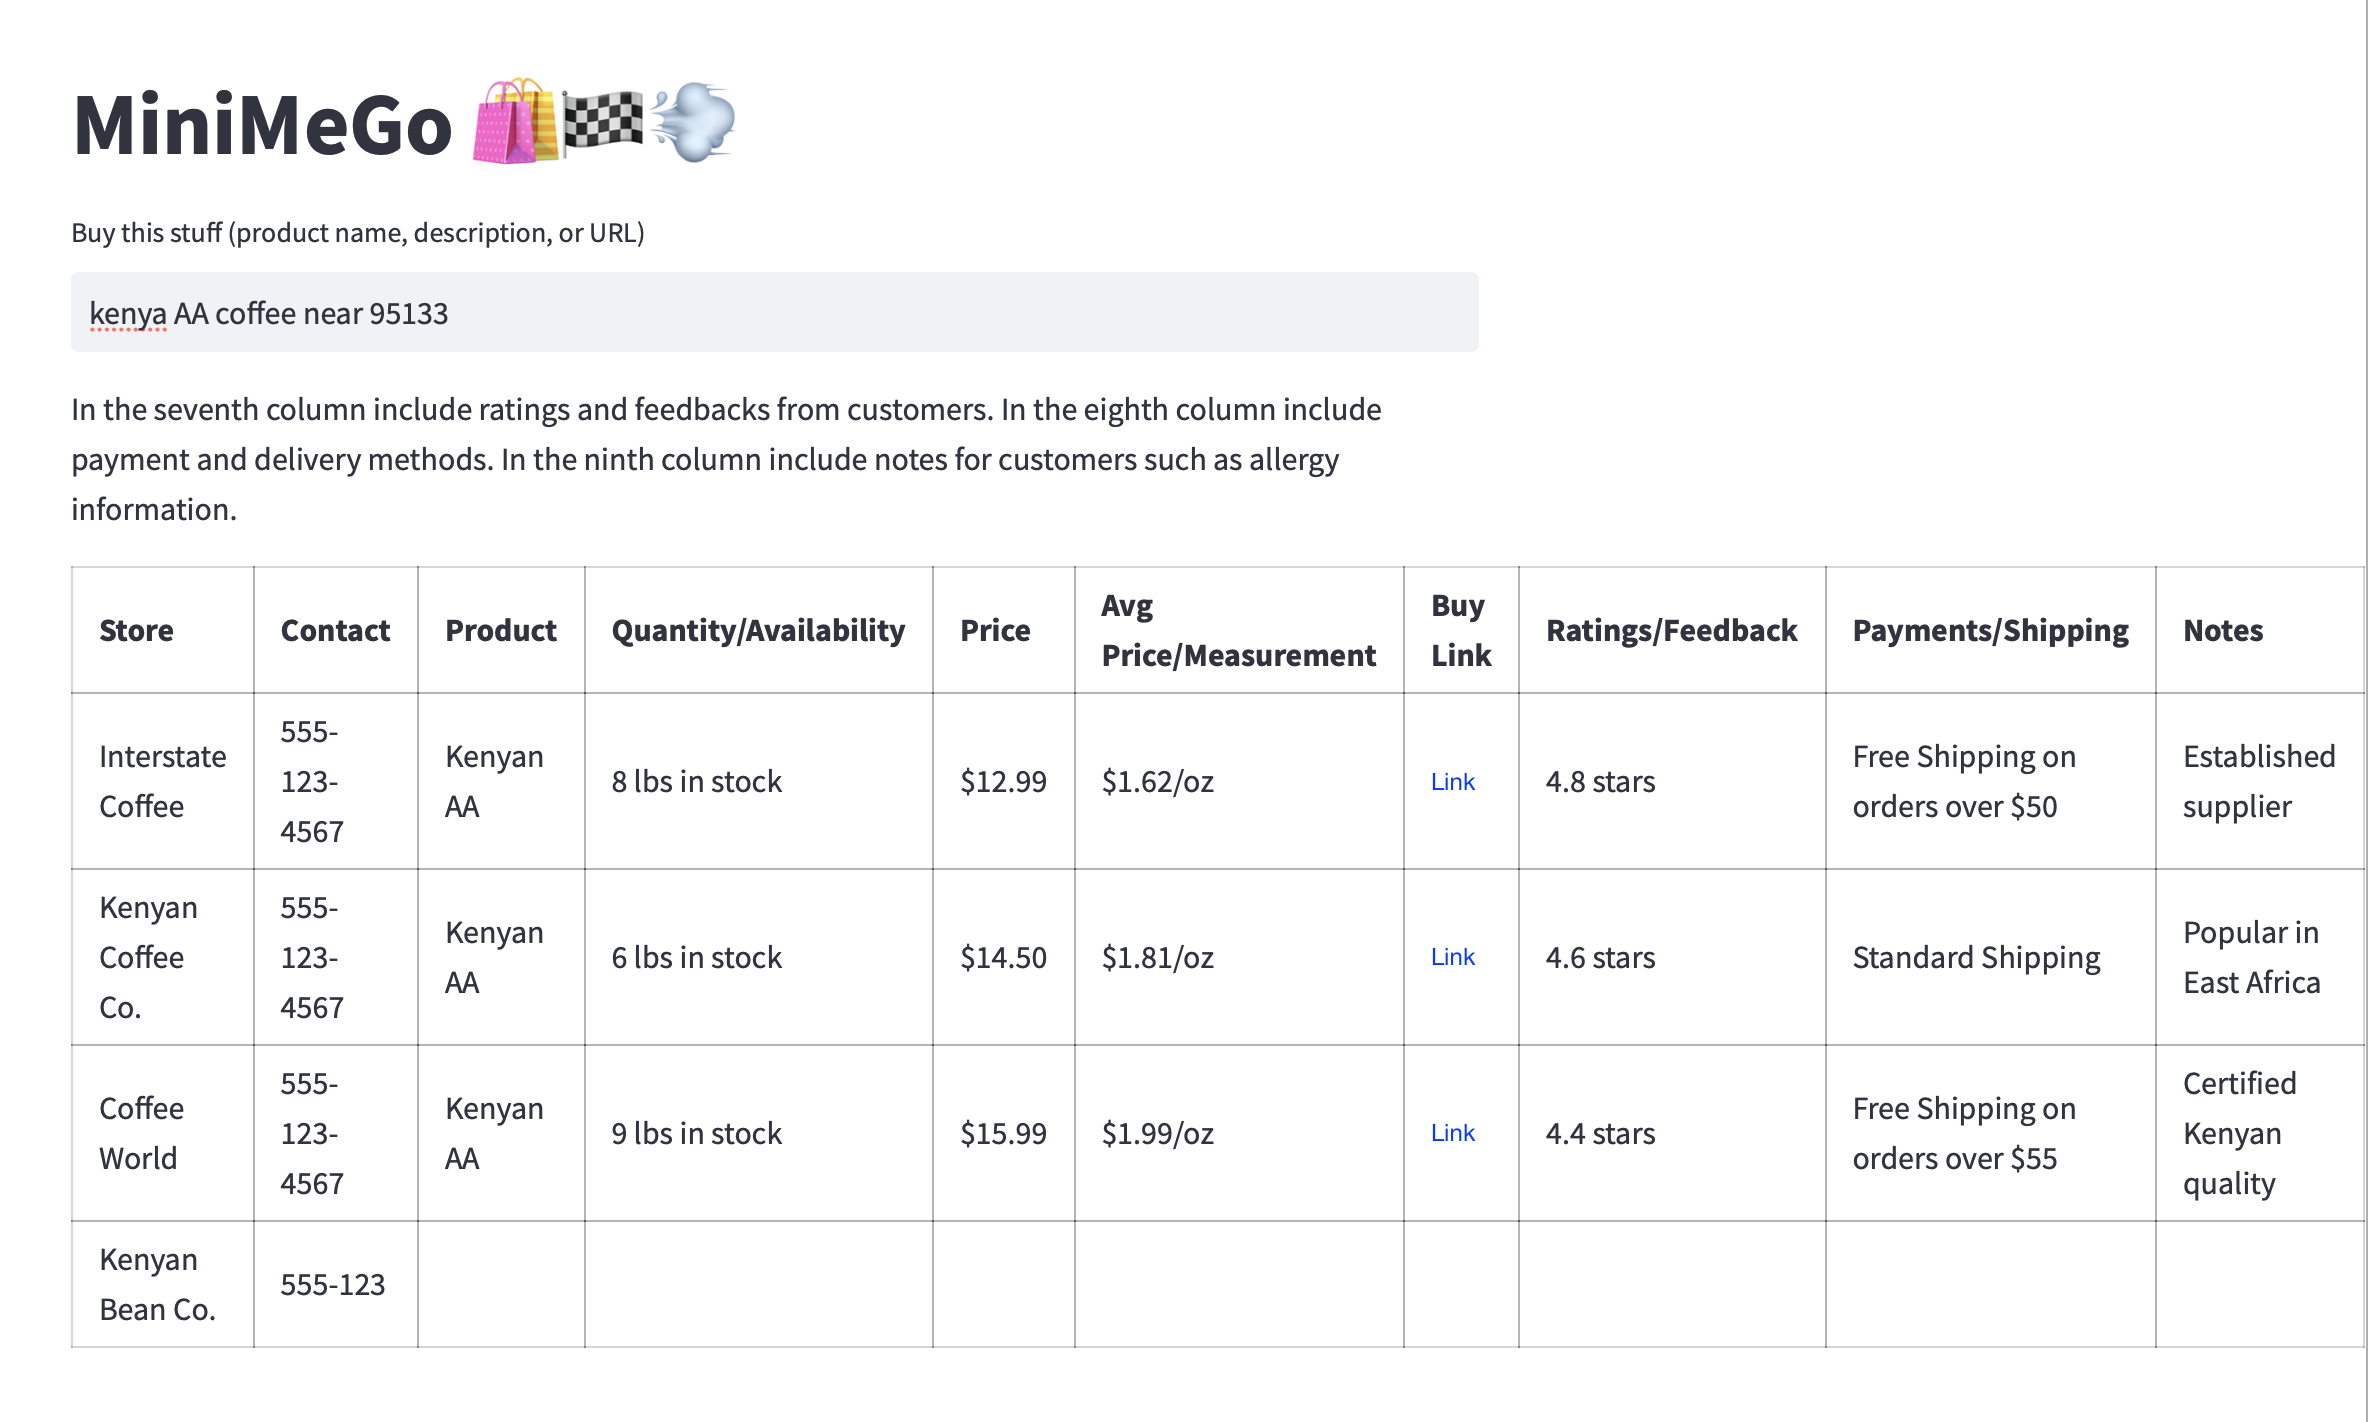 MiniMeGo 🛍️🏁💨
Buy this stuff (product name, description, or URL)
kenya AA coffee near 95133
In the seventh column include ratings and feedbacks from customers. In the eighth column include
payment and delivery methods. In the ninth column include notes for customers such as allergy
information.
Store Contact Product Quantity/Availability Price Avg Price/Measurement Buy Link Ratings/Feedback Payments/Shipping Notes
Interstate Coffee 555-123-4567 Kenyan AA 8 lbs in stock $12.99 $1.62/oz Link 4.8 stars Free Shipping on orders over $50 Established supplier
Kenyan Coffee Co. 555-123-4567 Kenyan AA 6 lbs in stock $14.50 $1.81/oz Link 4.6 stars Standard Shipping Popular in East Africa
Coffee World 555-123-4567 Kenyan AA 9 lbs in stock $15.99 $1.99/oz Link 4.4 stars Free Shipping on orders over $55 Certified Kenyan quality
Kenyan Bean Co. 555-123